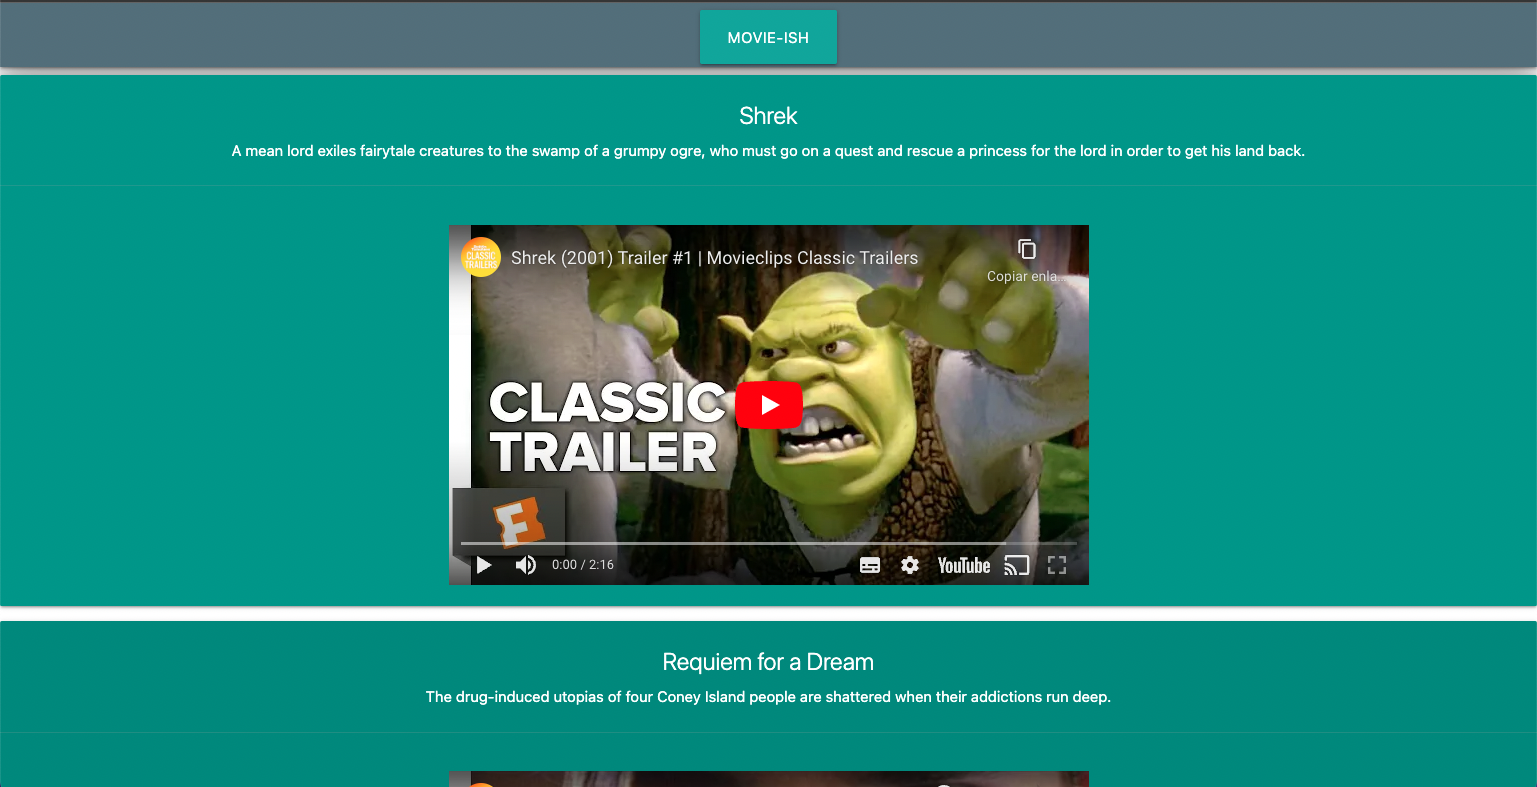 MOVIE-ISH
Shrek
A mean lord exiles fairytale creatures to the swamp of a grumpy ogre, who must go on a quest and rescue a princess for the lord in order to get his land back.
CLASSIC
TRAILERS
Shrek (2001) Trailer #1 | Movieclips Classic Trailers
Copiar enla...
CLASSIC
TRAILER
F
0:00 / 2:16
YouTube
Requiem for a Dream
The drug-induced utopias of four Coney Island people are shattered when their addictions run deep.